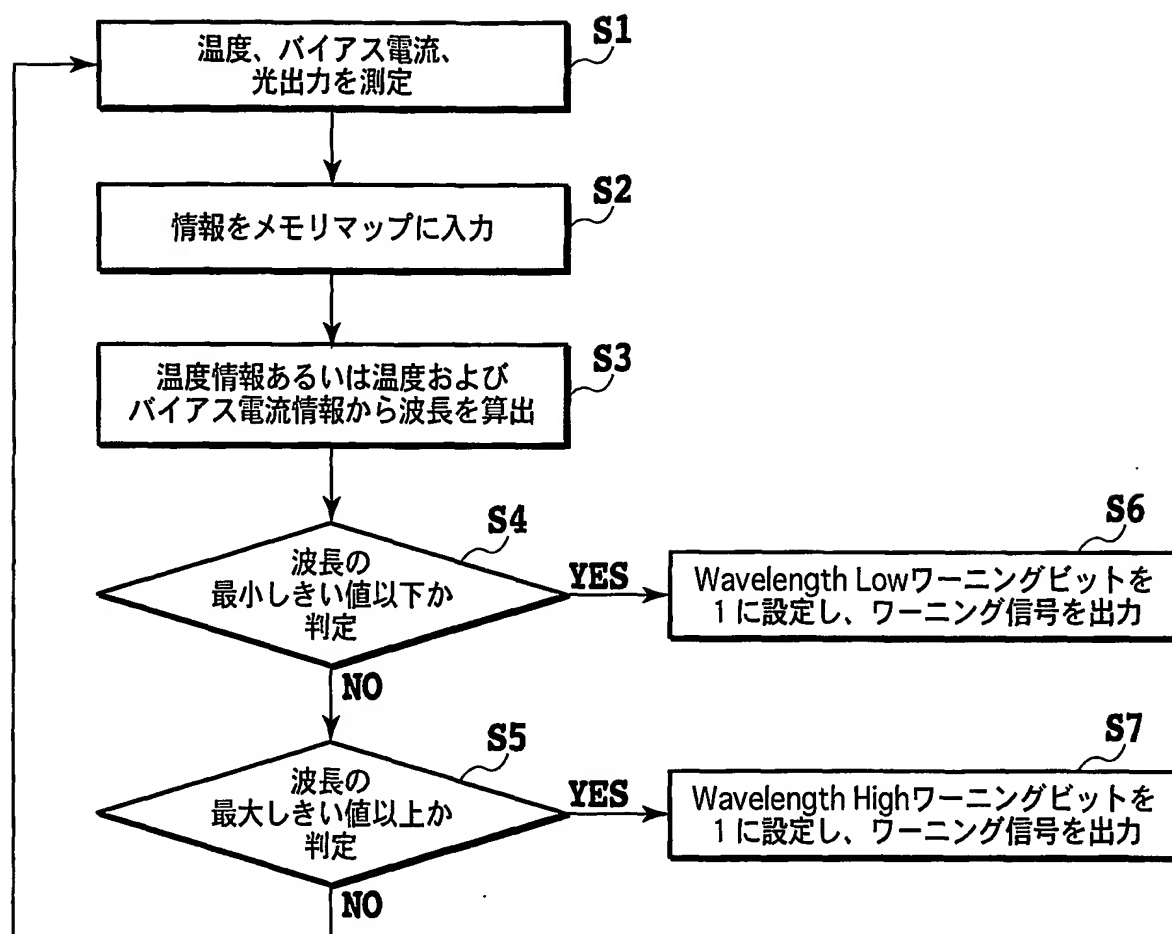 S1
温度、バイアス電流、
光出力を測定
S2
情報をメモリマップに入力
S3
温度情報あるいは温度および
バイアス電流情報から波長を算出
S4
波長の
最小しきい値以下か
判定
YES
NO
S6
Wavelength Lowワーニングビットを
1に設定し、ワーニング信号を出力
S5
波長の
最大しきい値以上か
判定
YES
NO
S7
Wavelength Highワーニングビットを
1に設定し、ワーニング信号を出力